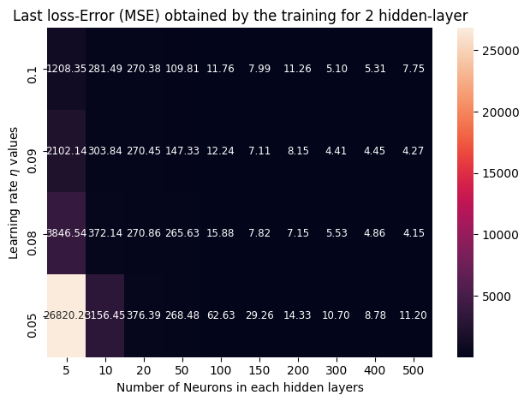 Last loss-Error (MSE) obtained by the training for 2 hidden-layer
Learning rate η values
0.1 1208.35 281.49 270.38 109.81 11.76 7.99 11.26 5.10 5.31 7.75
0.09 2102.14 303.84 270.45 147.33 12.24 7.11 8.15 4.41 4.45 4.27
0.08 3846.54 372.14 270.86 265.63 15.88 7.82 7.15 5.53 4.86 4.15
0.05 26820.23 3156.45 376.39 268.48 62.63 29.26 14.33 10.70 8.78 11.20
5 10 20 50 100 150 200 300 400 500
Number of Neurons in each hidden layers
25000
20000
15000
10000
5000